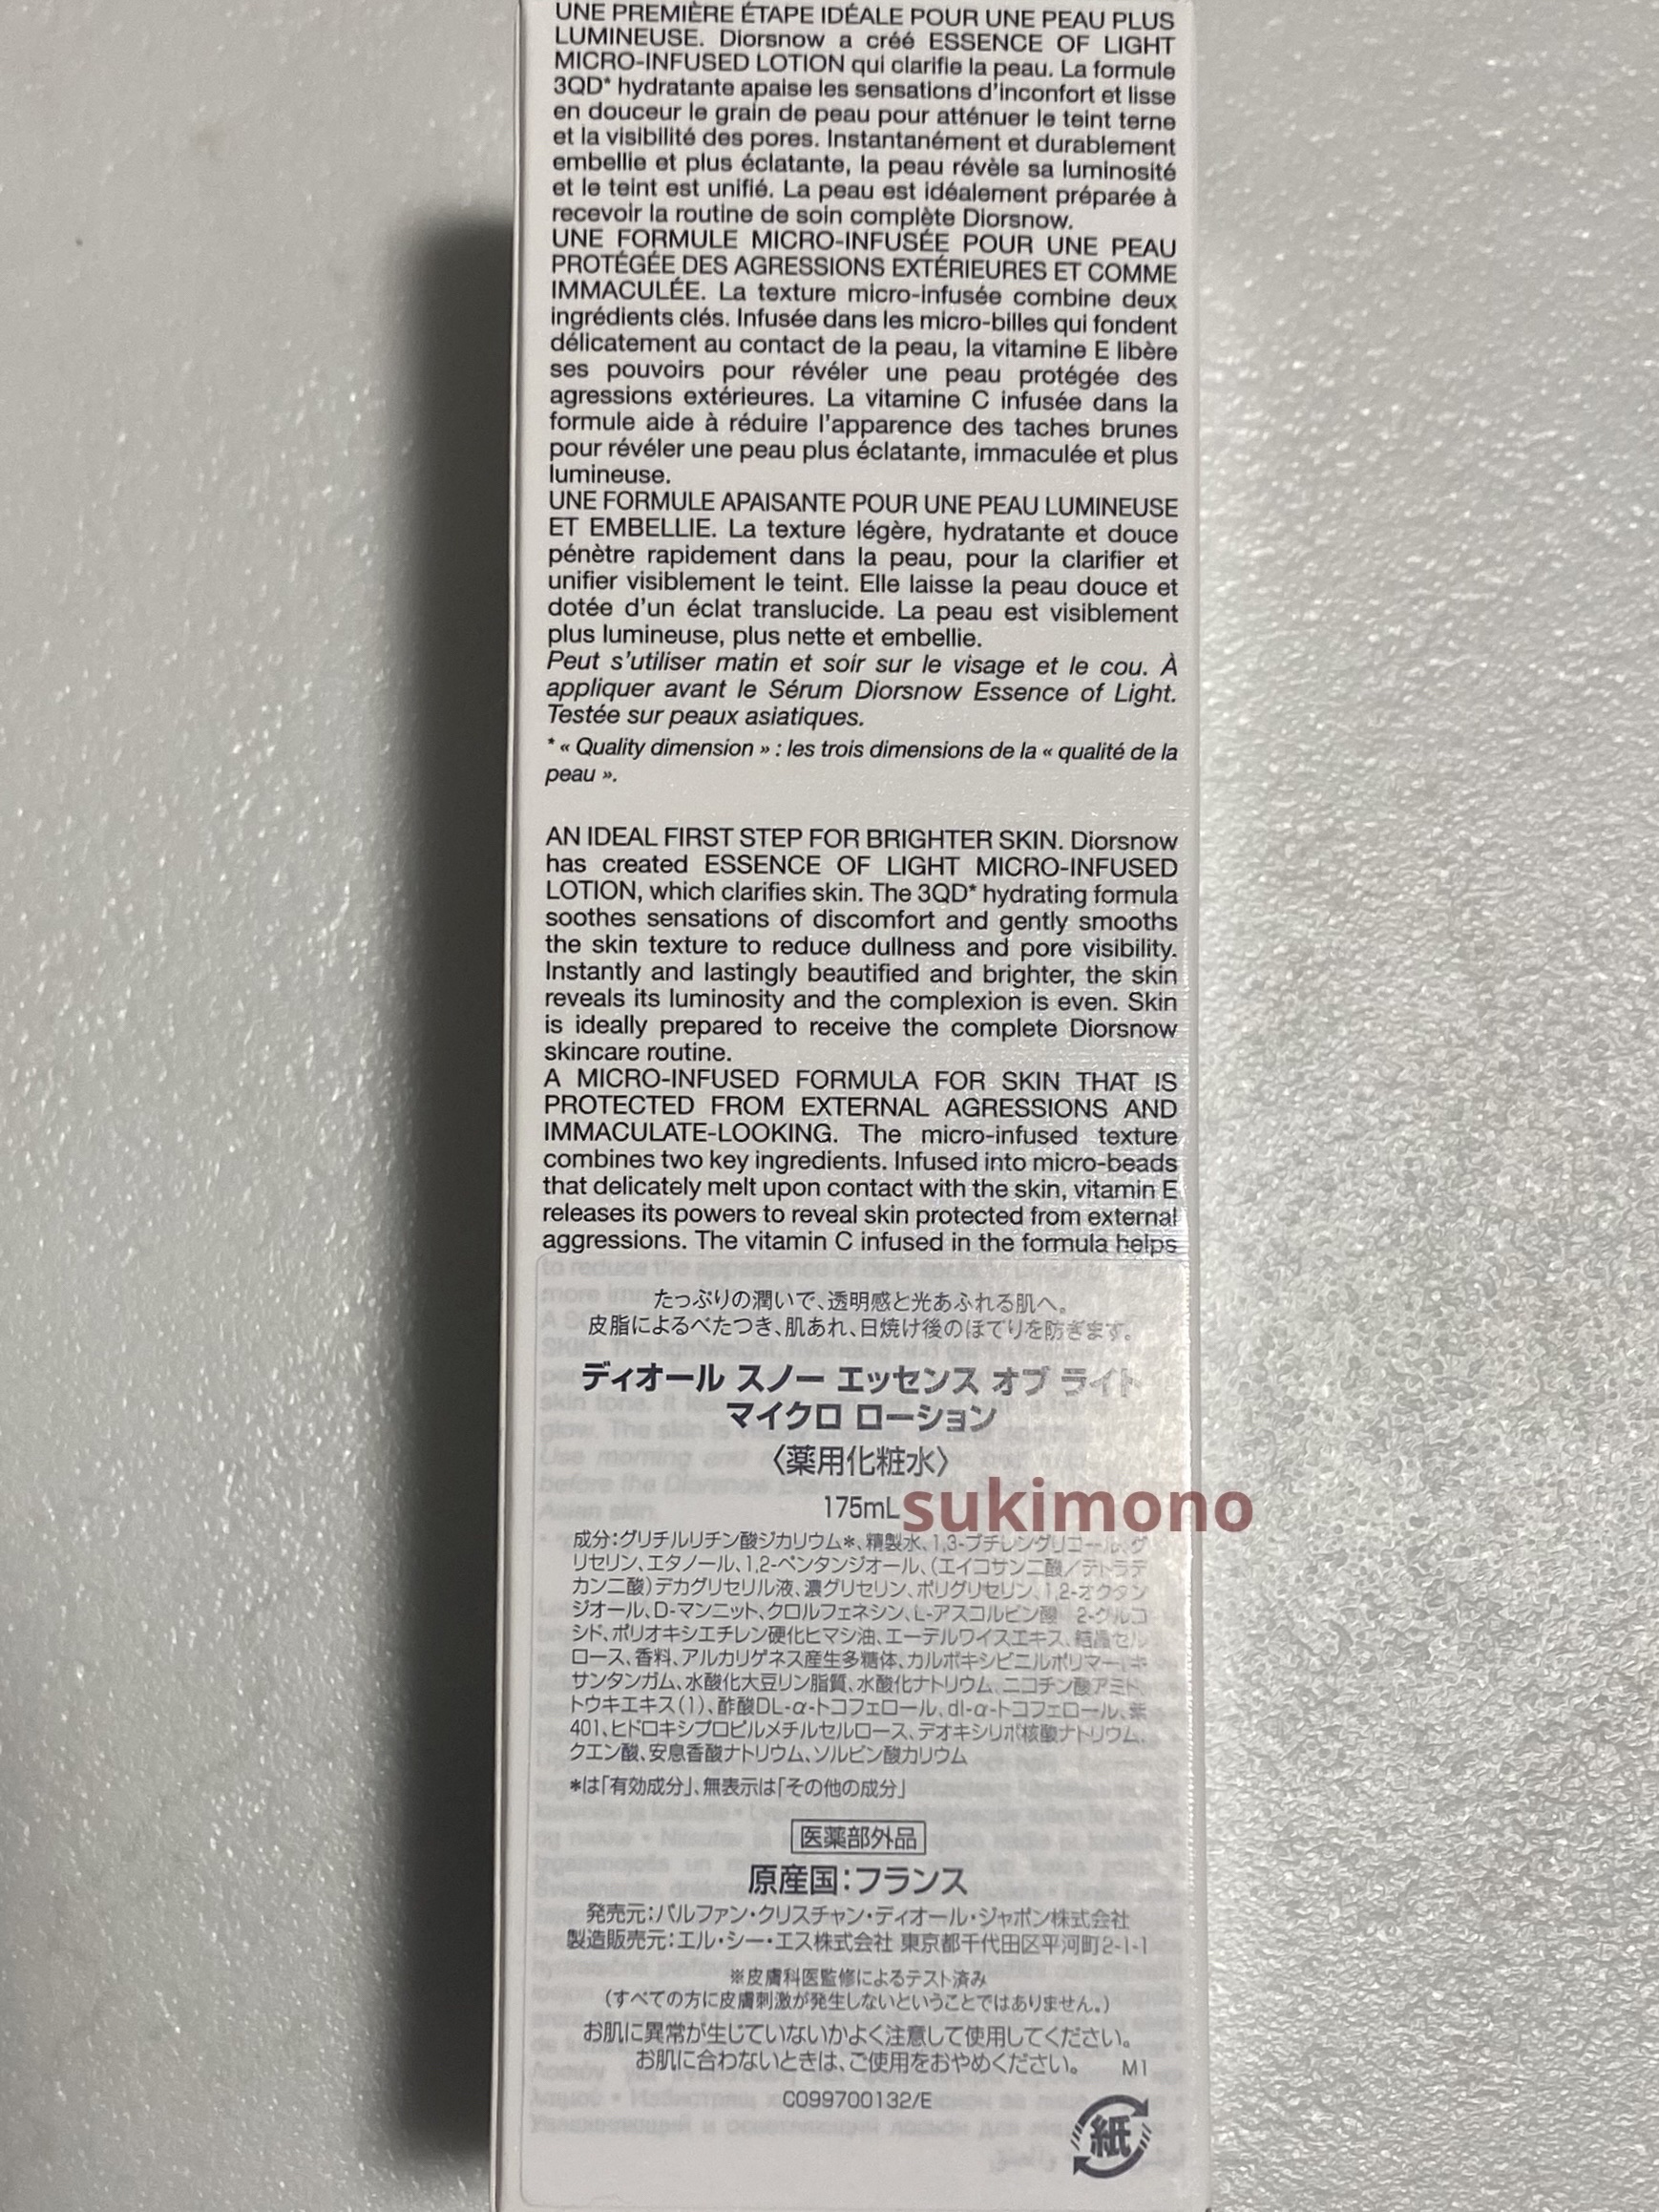 UNE PREMIÈRE ÉTAPE IDÉALE POUR UNE PEAU PLUS
LUMINEUSE. Diorsnow a créé ESSENCE OF LIGHT
MICRO-INFUSED LOTION qui clarifie la peau. La formule
3QD* hydratante apaise les sensations d'inconfort et lisse
en douceur le grain de peau pour atténuer le teint terne
et la visibilité des pores. Instantanément et durablement
embellie et plus éclatante, la peau révèle sa luminosité
et le teint est unifié. La peau est idéalement préparée à
recevoir la routine de soin complète Diorsnow.
UNE FORMULE MICRO-INFUSÉE POUR UNE PEAU
PROTÉGÉE DES AGRESSIONS EXTÉRIEURES ET COMME
IMMACULÉE. La texture micro-infusée combine deux
ingrédients clés. Infusée dans les micro-billes qui fondent
délicatement au contact de la peau, la vitamine E libère
ses pouvoirs pour révéler une peau protégée des
agressions extérieures. La vitamine C infusée dans la
formule aide à réduire l'apparence des taches brunes
pour révéler une peau plus éclatante, immaculée et plus
lumineuse.
UNE FORMULE APAISANTE POUR UNE PEAU LUMINEUSE
ET EMBELLIE. La texture légère, hydratante et douce
pénètre rapidement dans la peau, pour la clarifier et
unifier visiblement le teint. Elle laisse la peau douce et
dotée d'un éclat translucide. La peau est visiblement
plus lumineuse, plus nette et embellie.
Peut s'utiliser matin et soir sur le visage et le cou. À
appliquer avant le Sérum Diorsnow Essence of Light.
Testée sur peaux asiatiques.
* « Quality dimension » : les trois dimensions de la « qualité de la
peau ».
AN IDEAL FIRST STEP FOR BRIGHTER SKIN. Diorsnow
has created ESSENCE OF LIGHT MICRO-INFUSED
LOTION, which clarifies skin. The 3QD* hydrating formula
soothes sensations of discomfort and gently smooths
the skin texture to reduce dullness and pore visibility.
Instantly and lastingly beautified and brighter, the skin
reveals its luminosity and the complexion is even. Skin
is ideally prepared to receive the complete Diorsnow
skincare routine.
A MICRO-INFUSED FORMULA FOR SKIN THAT IS
PROTECTED FROM EXTERNAL AGRESSIONS AND
IMMACULATE-LOOKING. The micro-infused texture
combines two key ingredients. Infused into micro-beads
that delicately melt upon contact with the skin, vitamin E
releases its powers to reveal skin protected from external
aggressions. The vitamin C infused in the formula helps
to reduce the appearance of dark
たっぷりの潤いで、透明感と光あふれる肌へ。
皮脂によるべたつき、肌あれ、日焼け後のほてりを防ぎます。
ディオール スノー エッセンス オブ ライト
マイクロ ローション
〈薬用化粧水〉
175mL
sukimono
成分:グリチルリチン酸ジカリウム*、精製水、1,3-ブチレングリコール、グ
リセリン、エタノール、1,2-ペンタンジオール、(エイコサン二酸/テトラデ
カン二酸)デカグリセリル液、濃グリセリン、ポリグリセリン、1,2-オクタン
ジオール、D-マンニット、クロルフェネシン、L-アスコルビン酸 2-グルコ
シド、ポリオキシエチレン硬化ヒマシ油、エーデルワイスエキス、結晶セル
ロース、香料、アルカリゲネス産生多糖体、カルボキシビニルポリマー、キ
サンタンガム、水酸化大豆リン脂質、水酸化ナトリウム、ニコチン酸アミド、
トウキエキス(1)、酢酸DL-α-トコフェロール、dl-α-トコフェロール、紫
401、ヒドロキシプロピルメチルセルロース、デオキシリボ核酸ナトリウム、
クエン酸、安息香酸ナトリウム、ソルビン酸カリウム
*は「有効成分」、無表示は「その他の成分」
医薬部外品
原産国:フランス
発売元:パルファン・クリスチャン・ディオール・ジャポン株式会社
製造販売元:エル・シー・エス株式会社 東京都千代田区平河町2-1-1
※皮膚科医監修によるテスト済み
(すべての方に皮膚刺激が発生しないということではありません。)
お肌に異常が生じていないかよく注意して使用してください。
お肌に合わないときは、ご使用をおやめください。 M1
C099700132/E
紙